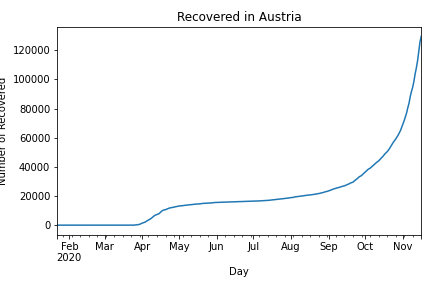 Recovered in Austria
120000
100000
80000
60000
40000
20000
0
Number of Recovered
Feb Mar Apr May Jun Jul Aug Sep Oct Nov
2020
Day